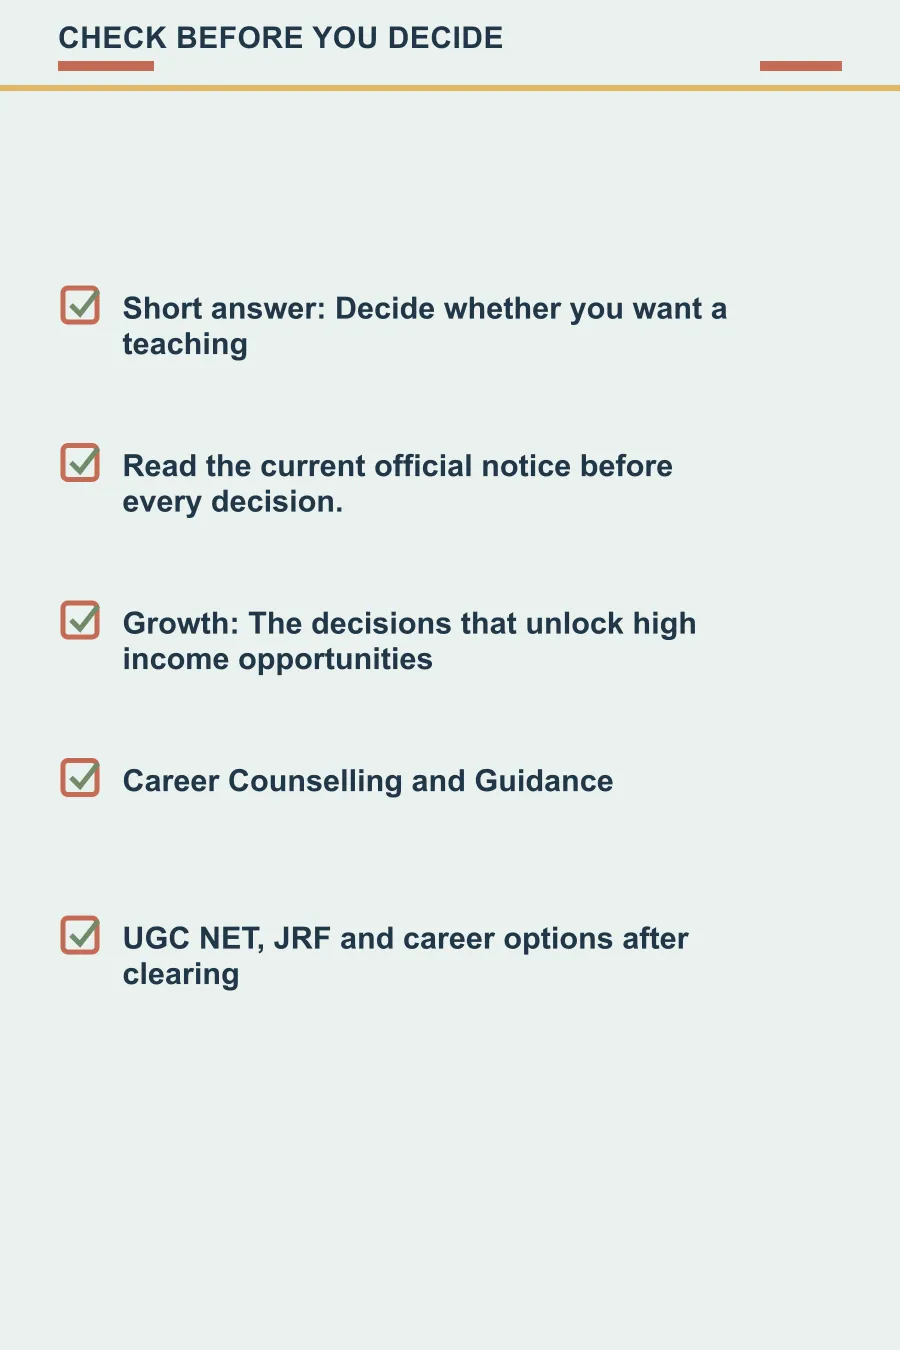 CHECK BEFORE YOU DECIDE
Short answer: Decide whether you want a
teaching
Read the current official notice before
every decision.
Growth: The decisions that unlock high
income opportunities
Career Counselling and Guidance
UGC NET, JRF and career options after
clearing